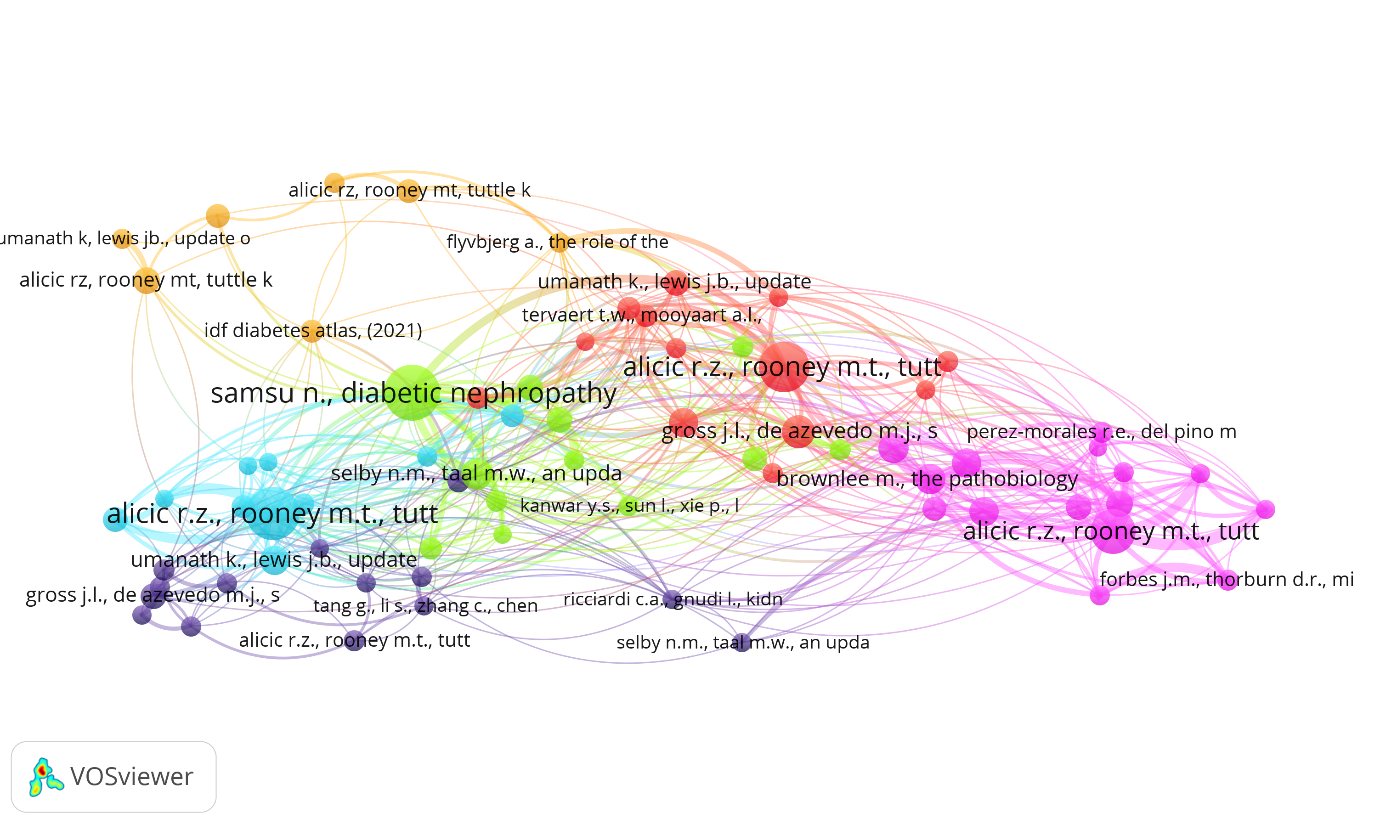 alicic rz, rooney mt, tuttle k
umanath k, lewis jb., update o
flyvbjerg a., the role of the
alicic rz, rooney mt, tuttle k
umanath k., lewis j.b., update
tervaert t.w., mooyaart a.l.,
idf diabetes atlas, (2021)
alicic r.z., rooney m.t., tutt
samsu n., diabetic nephropathy
gross j.l., de azevedo m.j., s
perez-morales r.e., del pino m
selby n.m., taal m.w., an upda
brownlee m., the pathobiology
kanwar y.s., sun l., xie p., l
alicic r.z., rooney m.t., tutt
alicic r.z., rooney m.t., tutt
umanath k., lewis j.b., update
forbes j.m., thorburn d.r., mi
gross j.l., de azevedo m.j., s
tang g., li s., zhang c., chen
ricciardi c.a., gnudi l., kidn
alicic r.z., rooney m.t., tutt
selby n.m., taal m.w., an upda
VOSviewer